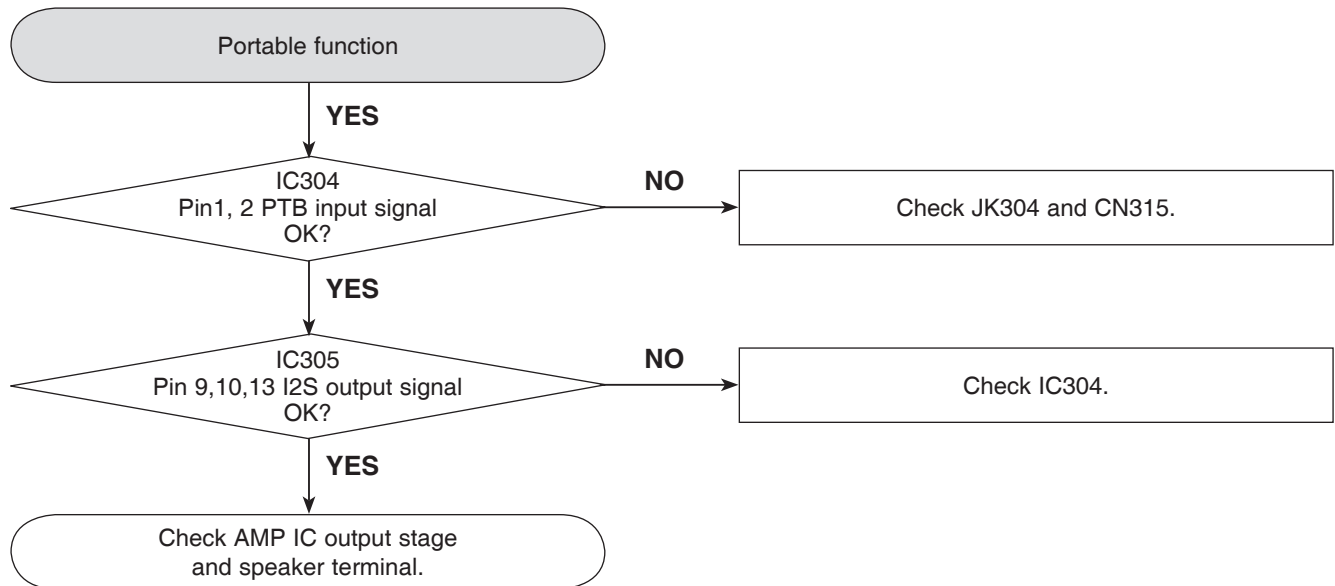 Portable function
YES
IC304
Pin1, 2 PTB input signal
OK?
NO
Check JK304 and CN315.
YES
IC305
Pin 9,10,13 I2S output signal
OK?
NO
Check IC304.
YES
Check AMP IC output stage
and speaker terminal.